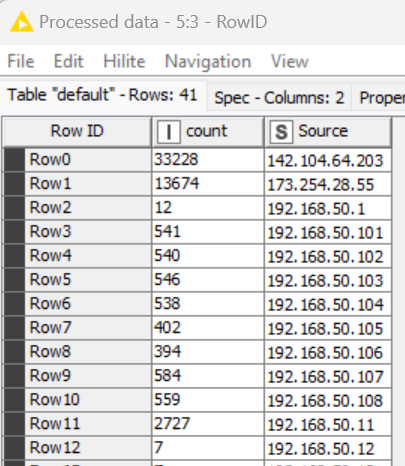 Processed data - 5:3 - RowID
File Edit Hilite Navigation View
Table "default" - Rows: 41 Spec - Columns: 2 Proper
Row ID I count S Source
Row0 33228 142.104.64.203
Row1 13674 173.254.28.55
Row2 12 192.168.50.1
Row3 541 192.168.50.101
Row4 540 192.168.50.102
Row5 546 192.168.50.103
Row6 538 192.168.50.104
Row7 402 192.168.50.105
Row8 394 192.168.50.106
Row9 584 192.168.50.107
Row10 559 192.168.50.108
Row11 2727 192.168.50.11
Row12 7 192.168.50.12